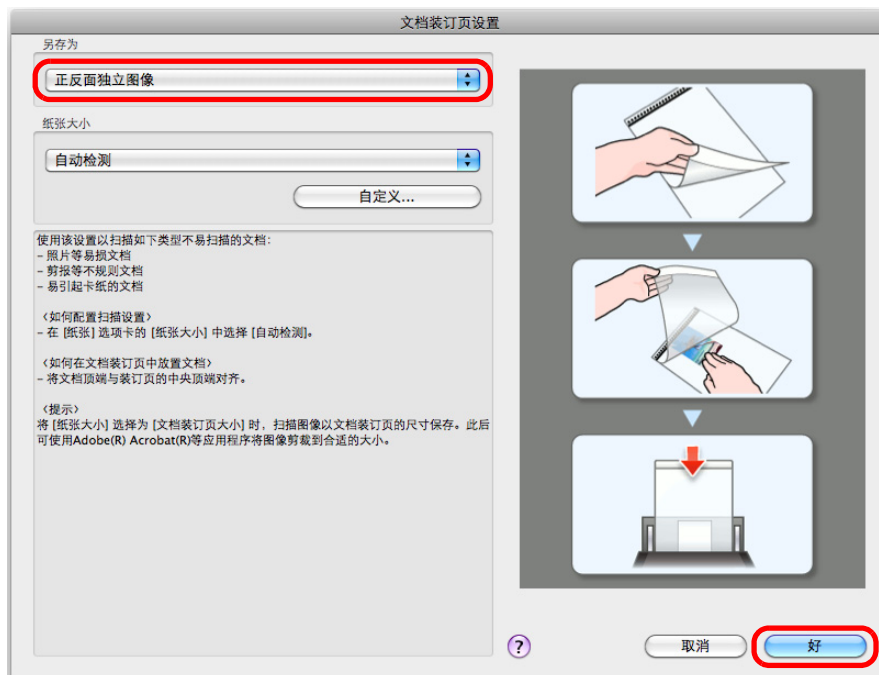 文档装订页设置
另存为
正反面独立图像
纸张大小
自动检测
自定义...
使用该设置以扫描如下类型不易扫描的文档：
– 照片等易损文档
– 剪报等不规则文档
– 易引起卡纸的文档
〈如何配置扫描设置〉
– 在 [纸张] 选项卡的 [纸张大小] 中选择 [自动检测]。
〈如何在文档装订页中放置文档〉
– 将文档顶端与装订页的中央顶端对齐。
〈提示〉
将 [纸张大小] 选择为 [文档装订页大小] 时，扫描图像以文档装订页的尺寸保存。此后
可使用Adobe(R) Acrobat(R)等应用程序将图像剪裁到合适的大小。
?
取消
好